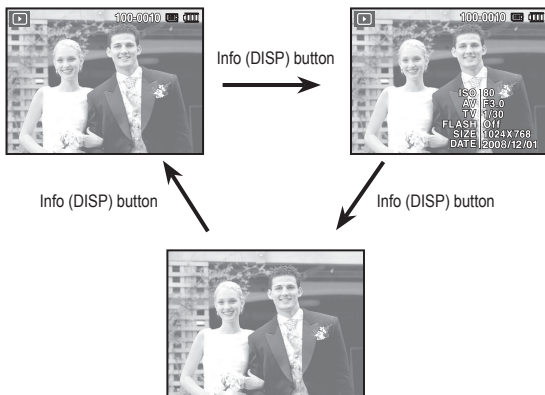 100-0010
Info (DISP) button
100-0010
ISO 80
AV F3.0
TV 1/30
FLASH Off
SIZE 1024X768
DATE 2008/12/01
Info (DISP) button
Info (DISP) button